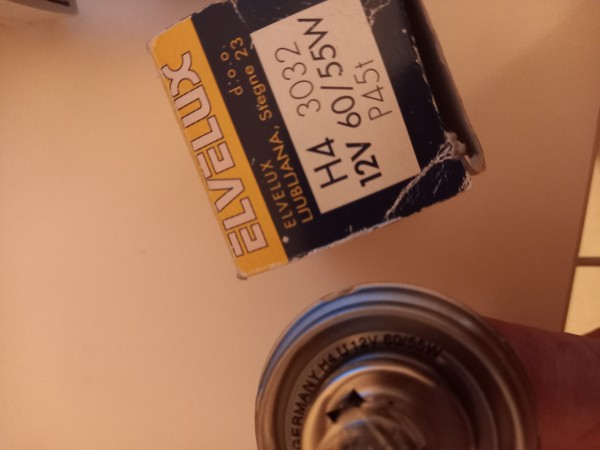 H4 3032
12V 60/55W
P45t
ELVELUX d.o.o.
LJUBLJANA, Stegne 23
ELVELUX
GERMANY H4 U 12V 60/55W